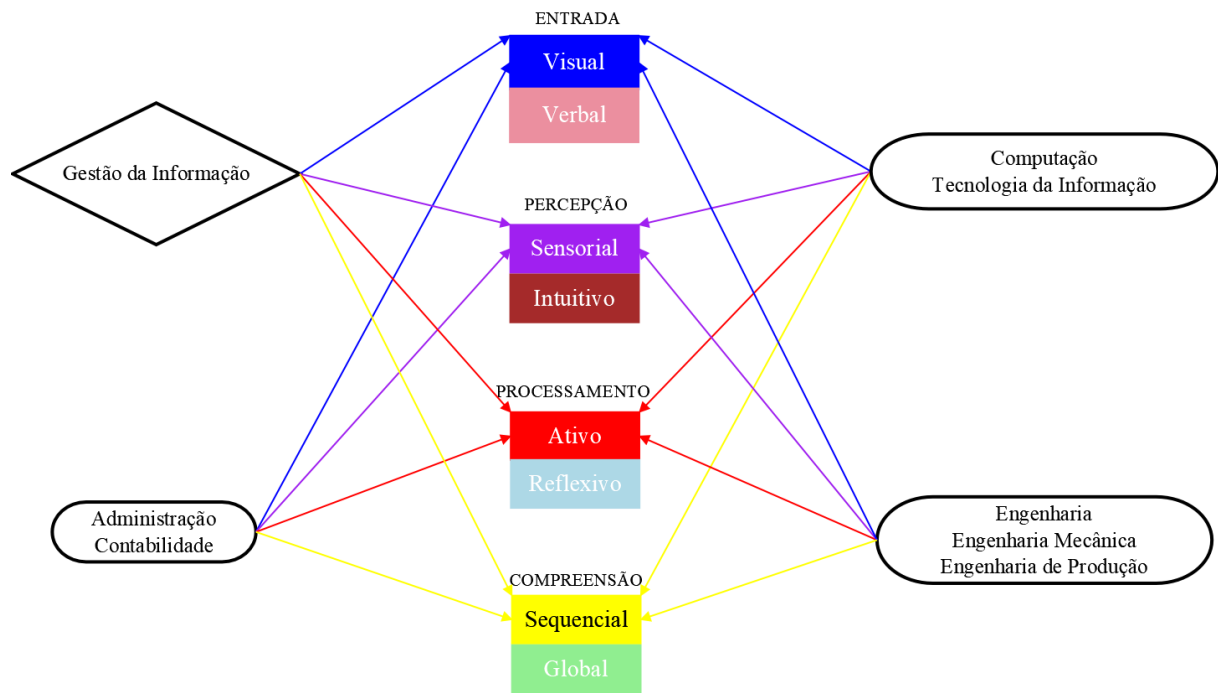 ENTRADA
Visual
Verbal
Gestão da Informação
Computação
Tecnologia da Informação
PERCEPÇÃO
Sensorial
Intuitivo
PROCESSAMENTO
Ativo
Reflexivo
Administração
Contabilidade
Engenharia
Engenharia Mecânica
Engenharia de Produção
COMPREENSÃO
Sequencial
Global